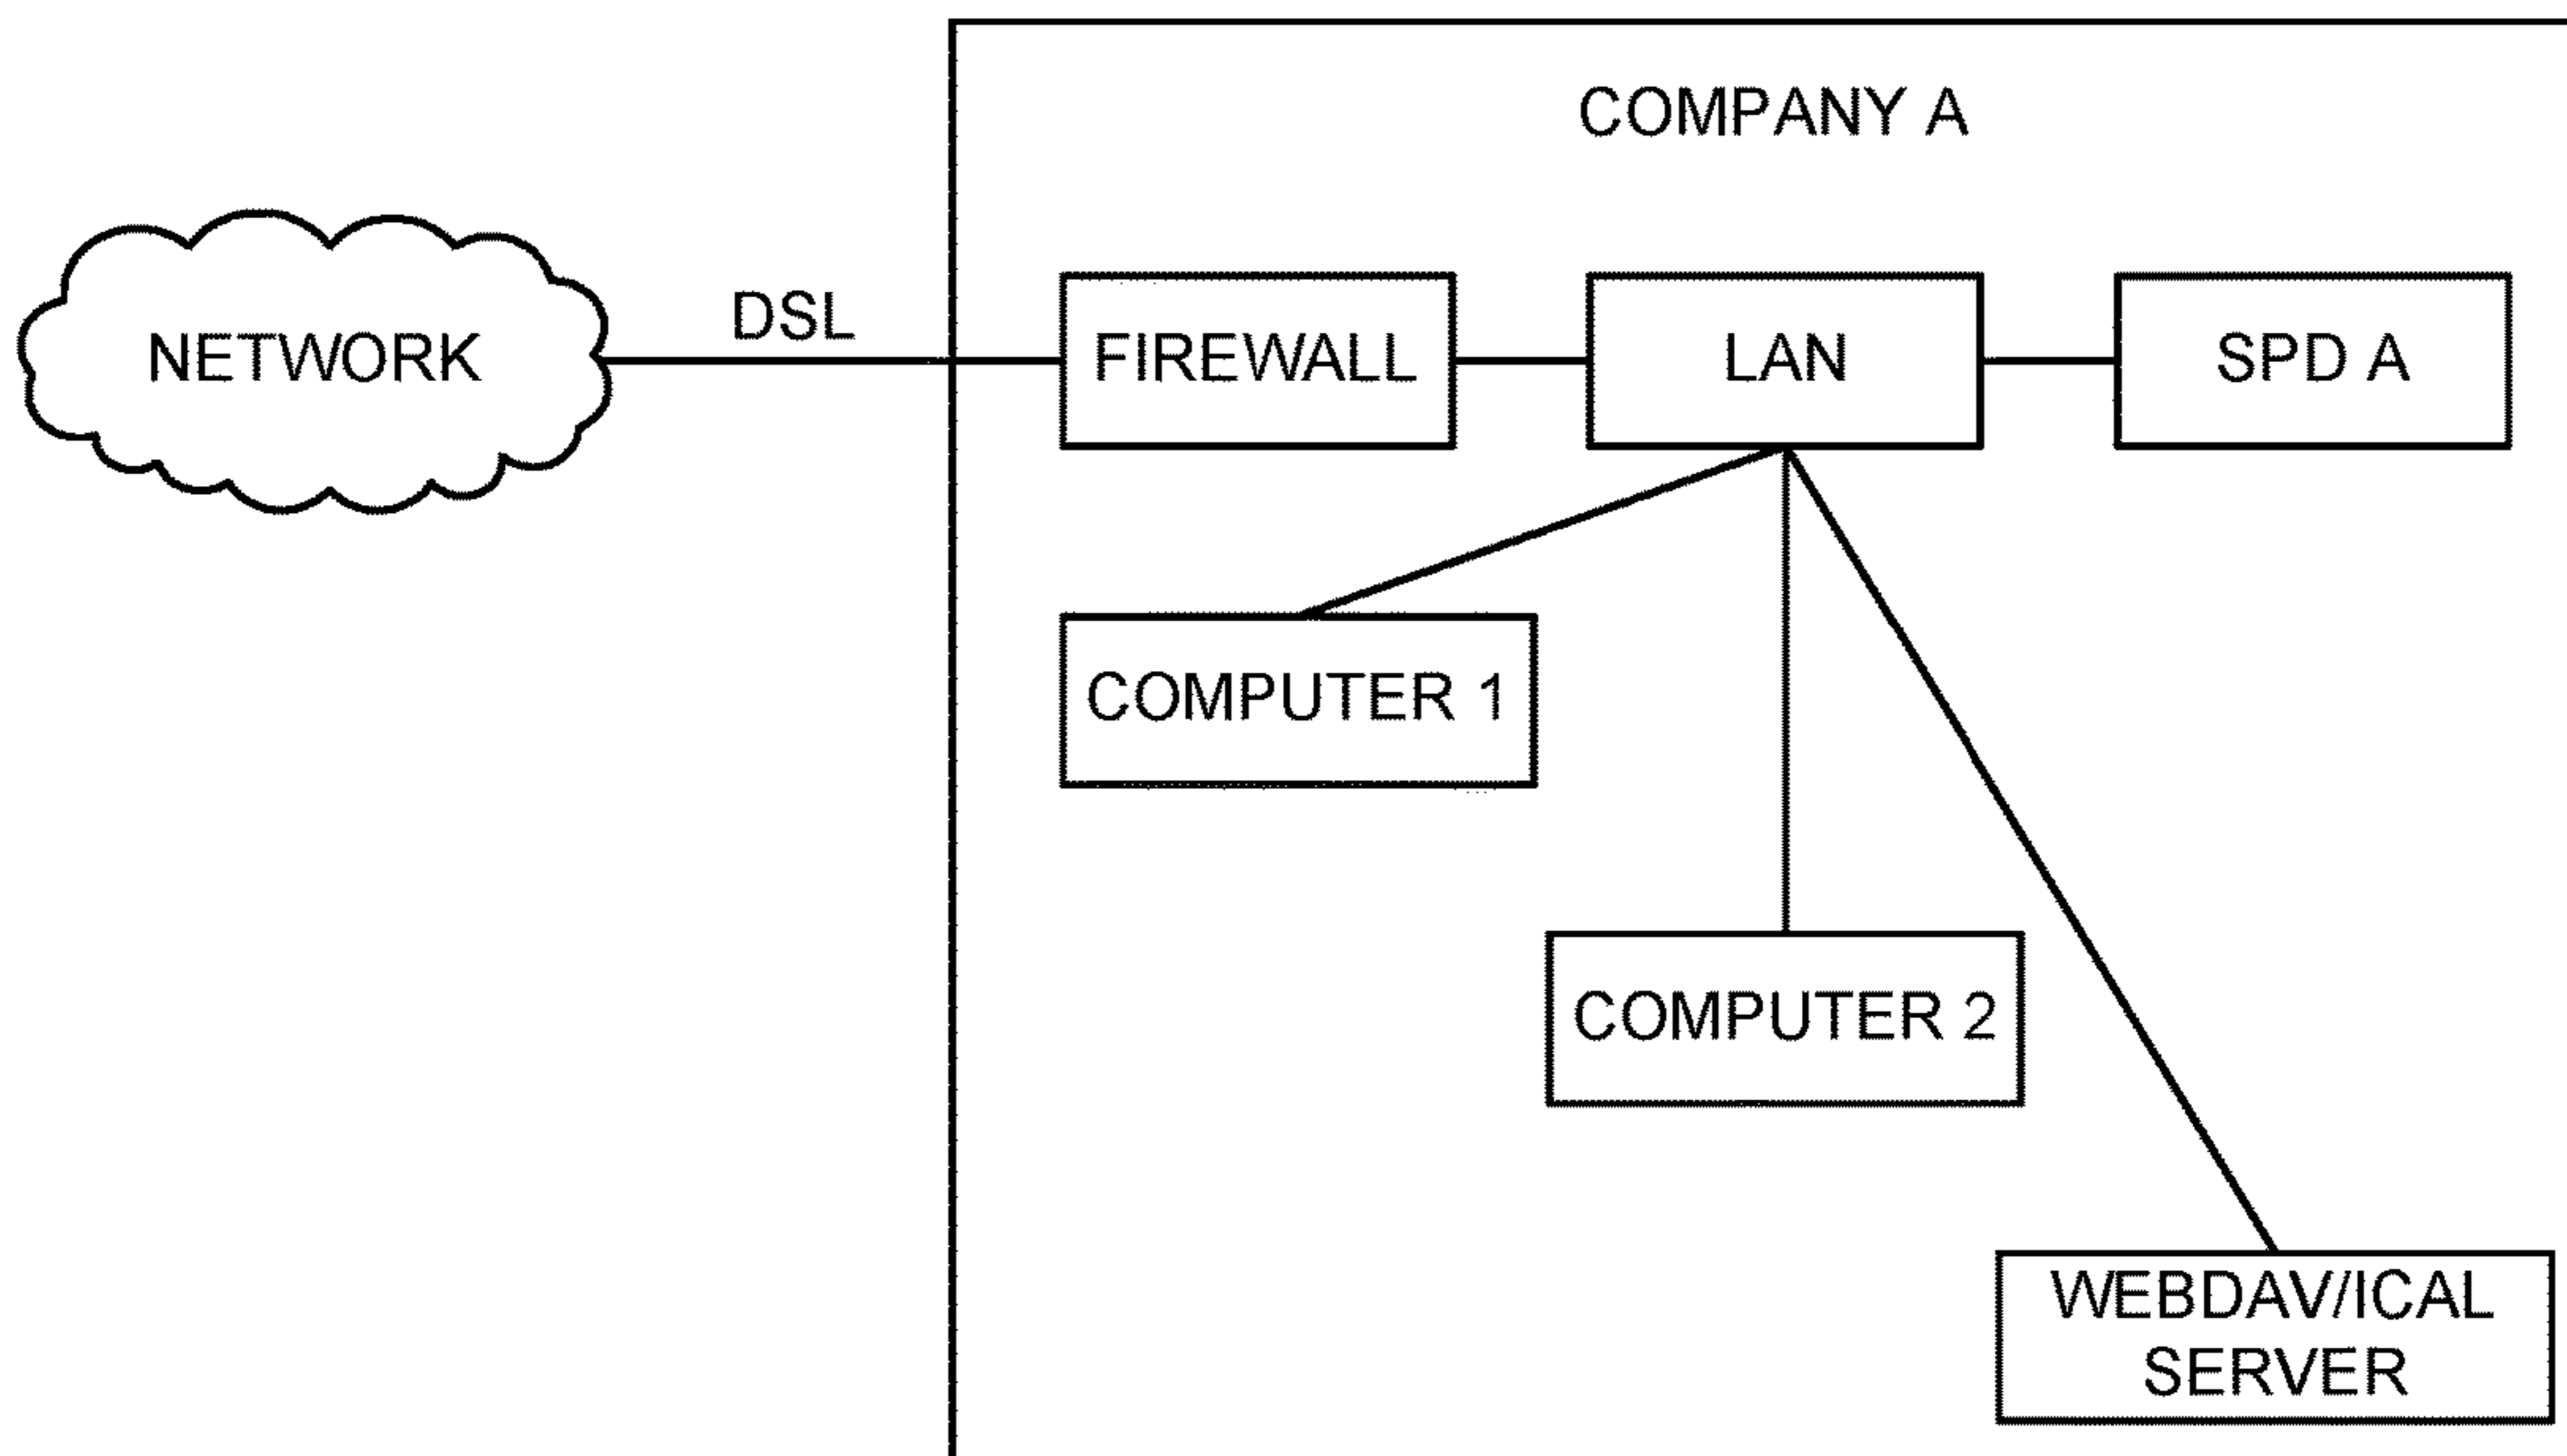 COMPANY A
NETWORK
DSL
FIREWALL
LAN
SPD A
COMPUTER 1
COMPUTER 2
WEBDAV/ICAL
SERVER